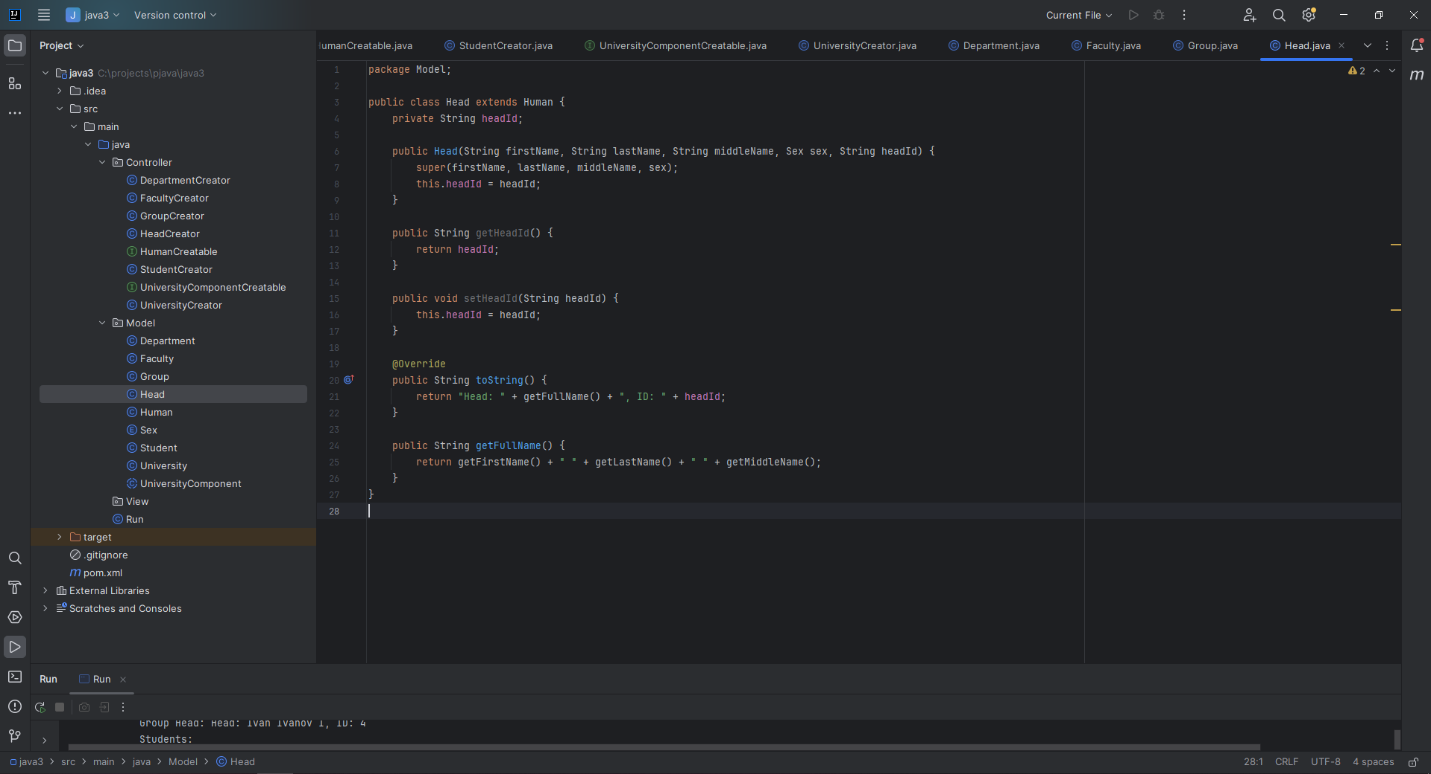 IJ
J java3 Version control Current File
Project
umanCreatable.java StudentCreator.java UniversityComponentCreatable.java UniversityCreator.java Department.java Faculty.java Group.java Head.java
java3 C:\projects\pjava\java3
.idea
src
main
java
Controller
DepartmentCreator
FacultyCreator
GroupCreator
HeadCreator
HumanCreatable
StudentCreator
UniversityComponentCreatable
UniversityCreator
Model
Department
Faculty
Group
Head
Human
Sex
Student
University
UniversityComponent
View
Run
target
.gitignore
pom.xml
External Libraries
Scratches and Consoles
2
m
1 package Model;
2
3 public class Head extends Human {
4 private String headId;
5
6 public Head(String firstName, String lastName, String middleName, Sex sex, String headId) {
7 super(firstName, lastName, middleName, sex);
8 this.headId = headId;
9 }
10
11 public String getHeadId() {
12 return headId;
13 }
14
15 public void setHeadId(String headId) {
16 this.headId = headId;
17 }
18
19 @Override
20 public String toString() {
21 return "Head: " + getFullName() + ", ID: " + headId;
22 }
23
24 public String getFullName() {
25 return getFirstName() + " " + getLastName() + " " + getMiddleName();
26 }
27 }
28
Run Run
Group Head: Head: Ivan Ivanov I, ID: 4
Students:
java3 > src > main > java > Model > Head 28:1 CRLF UTF-8 4 spaces